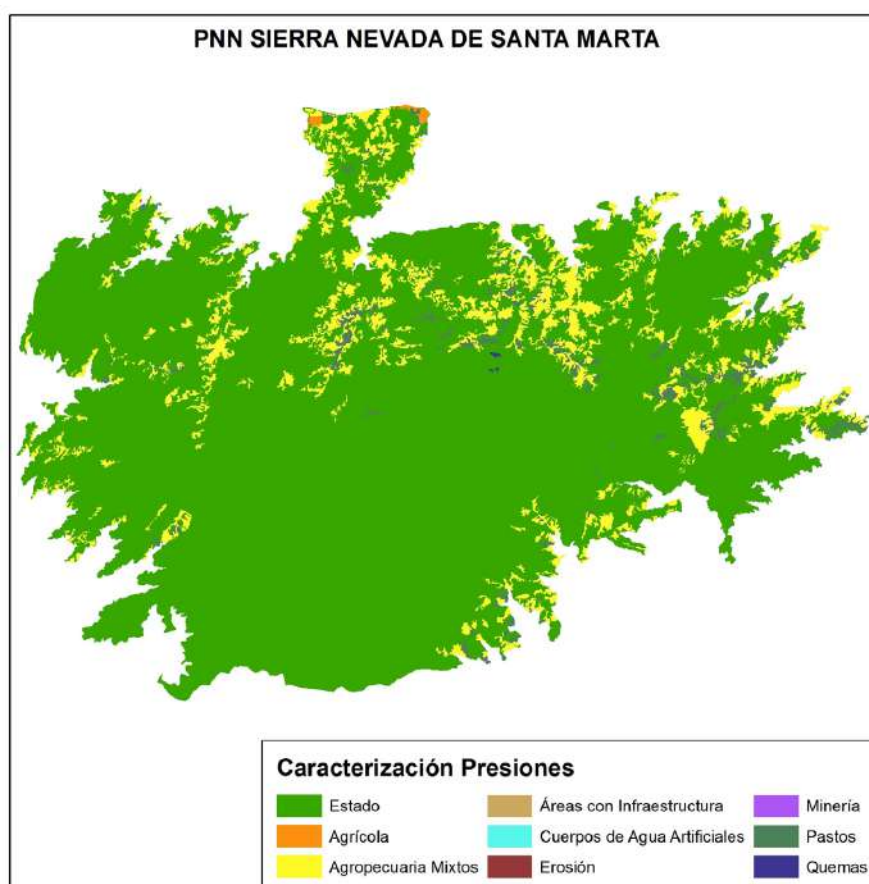 PNN SIERRA NEVADA DE SANTA MARTA
Caracterización Presiones
Estado
Agrícola
Agropecuaria Mixtos
Áreas con Infraestructura
Cuerpos de Agua Artificiales
Erosión
Minería
Pastos
Quemas